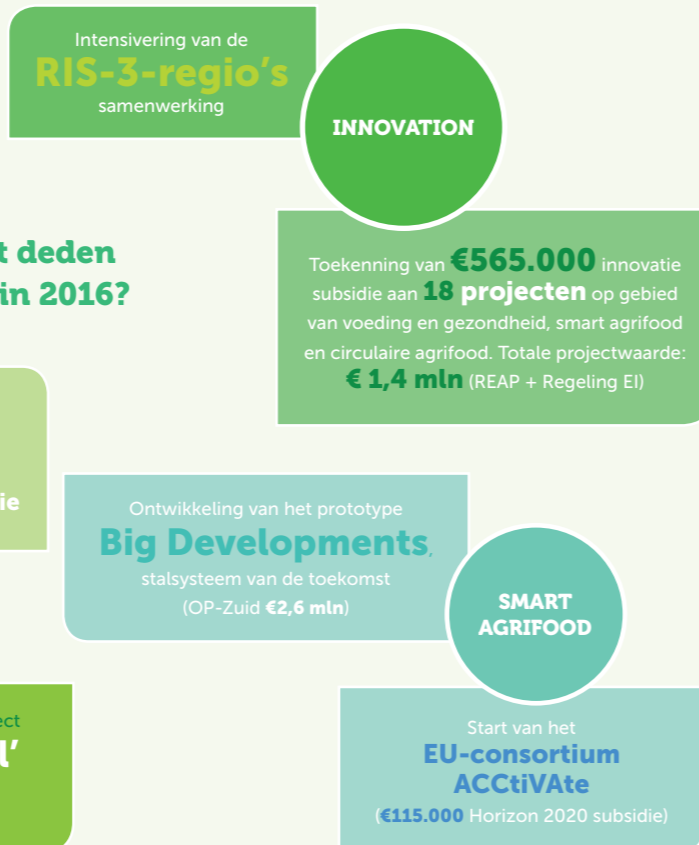 Intensivering van de
RIS-3-regio's
samenwerking
INNOVATION
deden
in 2016?
Toekenning van €565.000 innovatie
subsidie aan 18 projecten op gebied
van voeding en gezondheid, smart agrifood
en circulaire agrifood. Totale projectwaarde:
€ 1,4 mln (REAP + Regeling EI)
Ontwikkeling van het prototype
Big Developments,
stalsysteem van de toekomst
(OP-Zuid €2,6 mln)
SMART
AGRIFOOD
Start van het
EU-consortium
ACCtiVAte
(€115.000 Horizon 2020 subsidie)